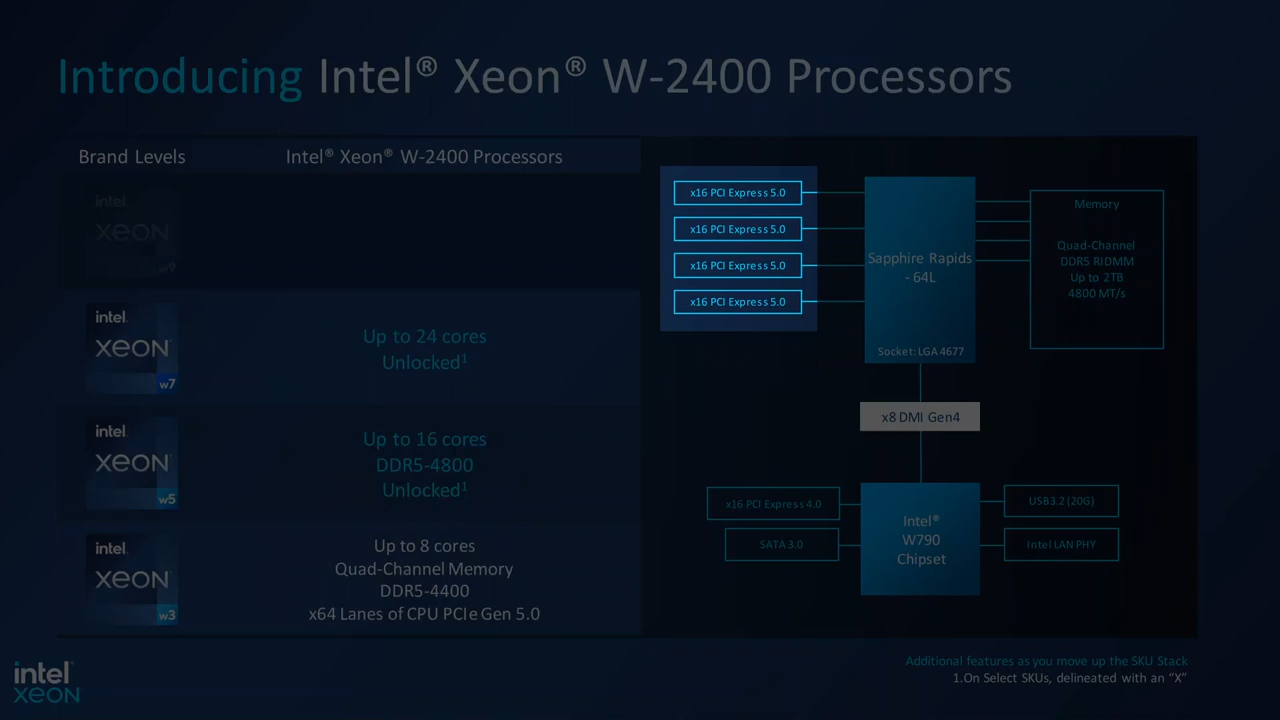 Introducing Intel® Xeon® W-2400 Processors
Brand Levels
Intel® Xeon® W-2400 Processors
intel
xeon
w9
intel.
xeon
w7
Up to 24 cores
Unlocked¹
intel.
xeon
w5
Up to 16 cores
DDR5-4800
Unlocked¹
intel.
xeon
w3
Up to 8 cores
Quad-Channel Memory
DDR5-4400
x64 Lanes of CPU PCIe Gen 5.0
x16 PCI Express 5.0
x16 PCI Express 5.0
x16 PCI Express 5.0
x16 PCI Express 5.0
Sapphire Rapids
- 64L
Socket: LGA 4677
Memory
Quad-Channel
DDR5 RIDMM
Up to 2TB
4800 MT/s
x8 DMI Gen4
x16 PCI Express 4.0
SATA 3.0
Intel®
W790
Chipset
USB3.2 (20G)
Intel LAN PHY
intel
xeon
Additional features as you move up the SKU Stack
1.On Select SKUs, delineated with an “X”